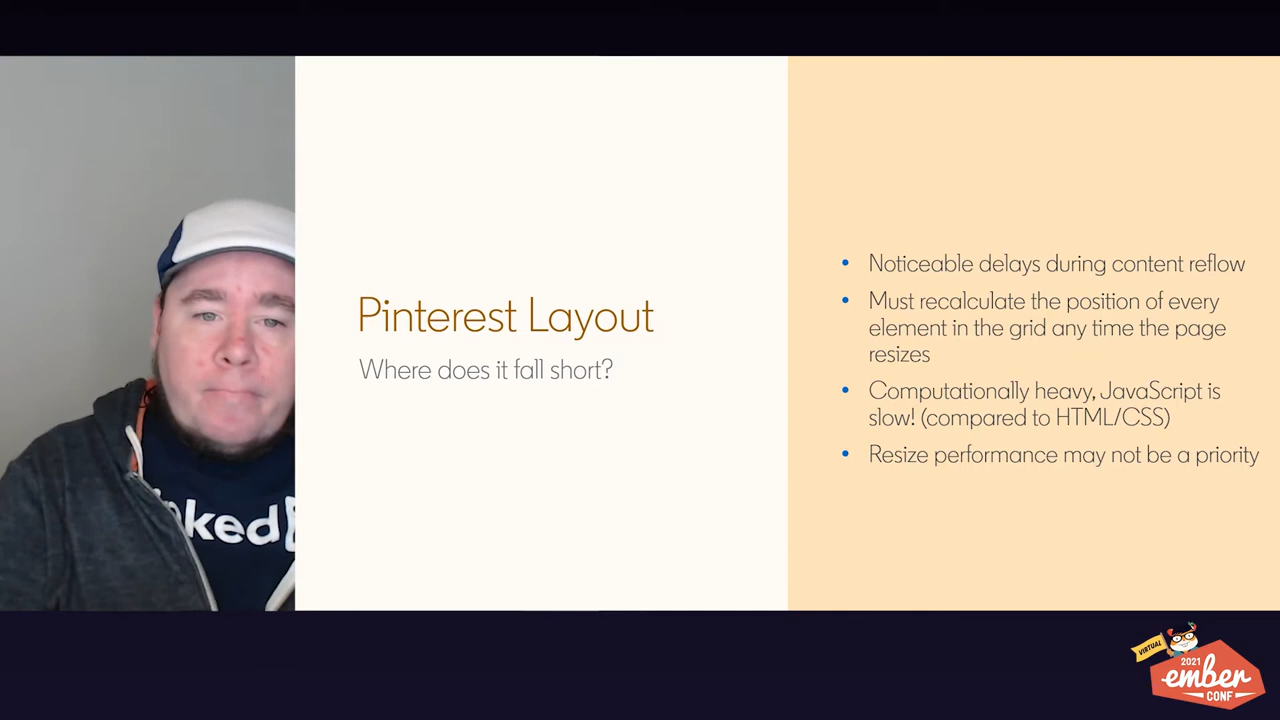 Pinterest Layout
Where does it fall short?
• Noticeable delays during content reflow
• Must recalculate the position of every
element in the grid any time the page
resizes
• Computationally heavy, JavaScript is
slow! (compared to HTML/CSS)
• Resize performance may not be a priority
nked
VIRTUAL
2021
ember
CONF